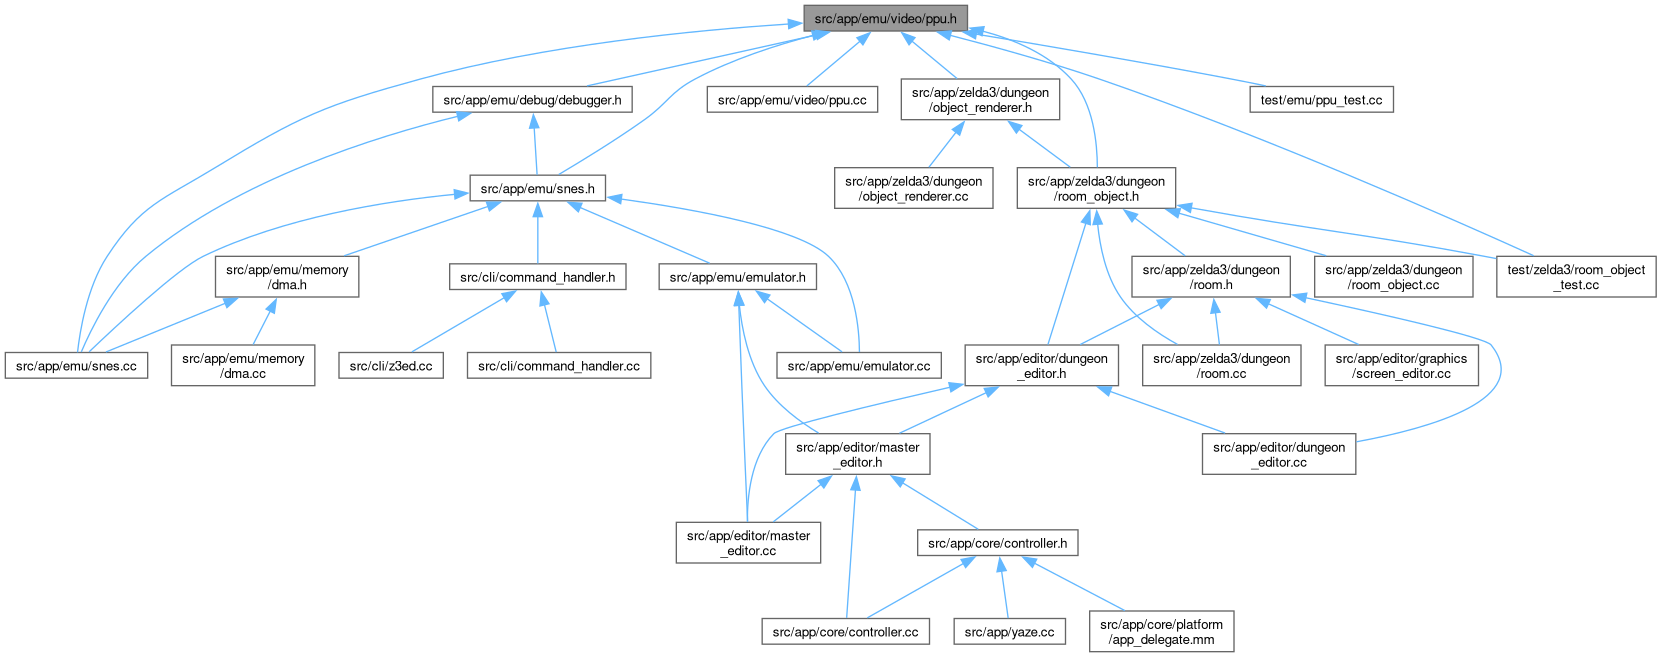 src/app/emu/video/ppu.h
src/app/emu/debug/debugger.h
src/app/emu/video/ppu.cc
src/app/zelda3/dungeon
/object_renderer.h
test/emu/ppu_test.cc
src/app/emu/snes.h
src/app/zelda3/dungeon
/object_renderer.cc
src/app/zelda3/dungeon
/room_object.h
src/app/emu/memory
/dma.h
src/cli/command_handler.h
src/app/emu/emulator.h
src/app/zelda3/dungeon
/room.h
src/app/zelda3/dungeon
/room_object.cc
test/zelda3/room_object
_test.cc
src/app/emu/snes.cc
src/app/emu/memory
/dma.cc
src/cli/z3ed.cc
src/cli/command_handler.cc
src/app/emu/emulator.cc
src/app/editor/dungeon
_editor.h
src/app/zelda3/dungeon
/room.cc
src/app/editor/graphics
/screen_editor.cc
src/app/editor/master
_editor.h
src/app/editor/dungeon
_editor.cc
src/app/editor/master
_editor.cc
src/app/core/controller.h
src/app/core/controller.cc
src/app/yaze.cc
src/app/core/platform
/app_delegate.mm